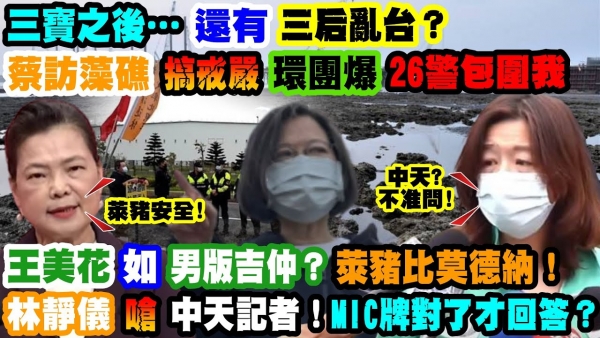 三寶之後… 還有 三后亂台？
蔡訪藻礁 搞戒嚴 環團爆 26警包圍我
萊豬安全!
中天?
不准問!
王美花 如 男版吉仲？ 萊豬比莫德納！
林靜儀 嗆 中天記者！MIC牌對了才回答？